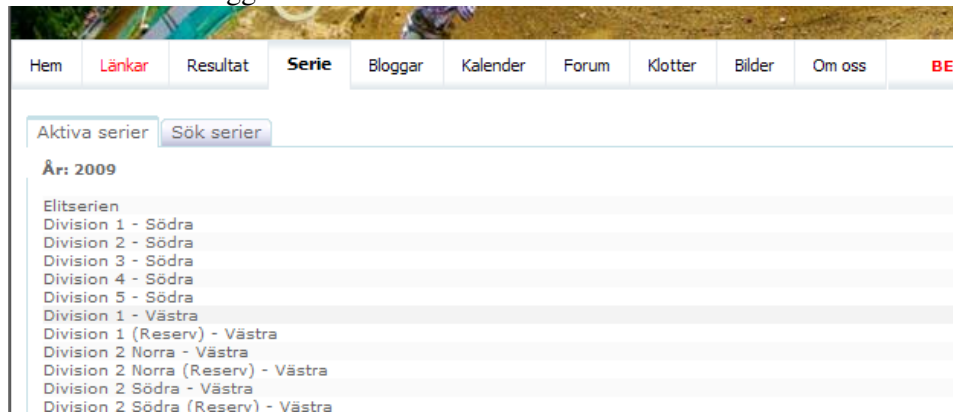 Hem Länkar Resultat Serie Bloggar Kalender Forum Klotter Bilder Om oss BE
Aktiva serier Sök serier
År: 2009
Elitserien
Division 1 - Södra
Division 2 - Södra
Division 3 - Södra
Division 4 - Södra
Division 5 - Södra
Division 1 - Västra
Division 1 (Reserv) - Västra
Division 2 Norra - Västra
Division 2 Norra (Reserv) - Västra
Division 2 Södra - Västra
Division 2 Södra (Reserv) - Västra